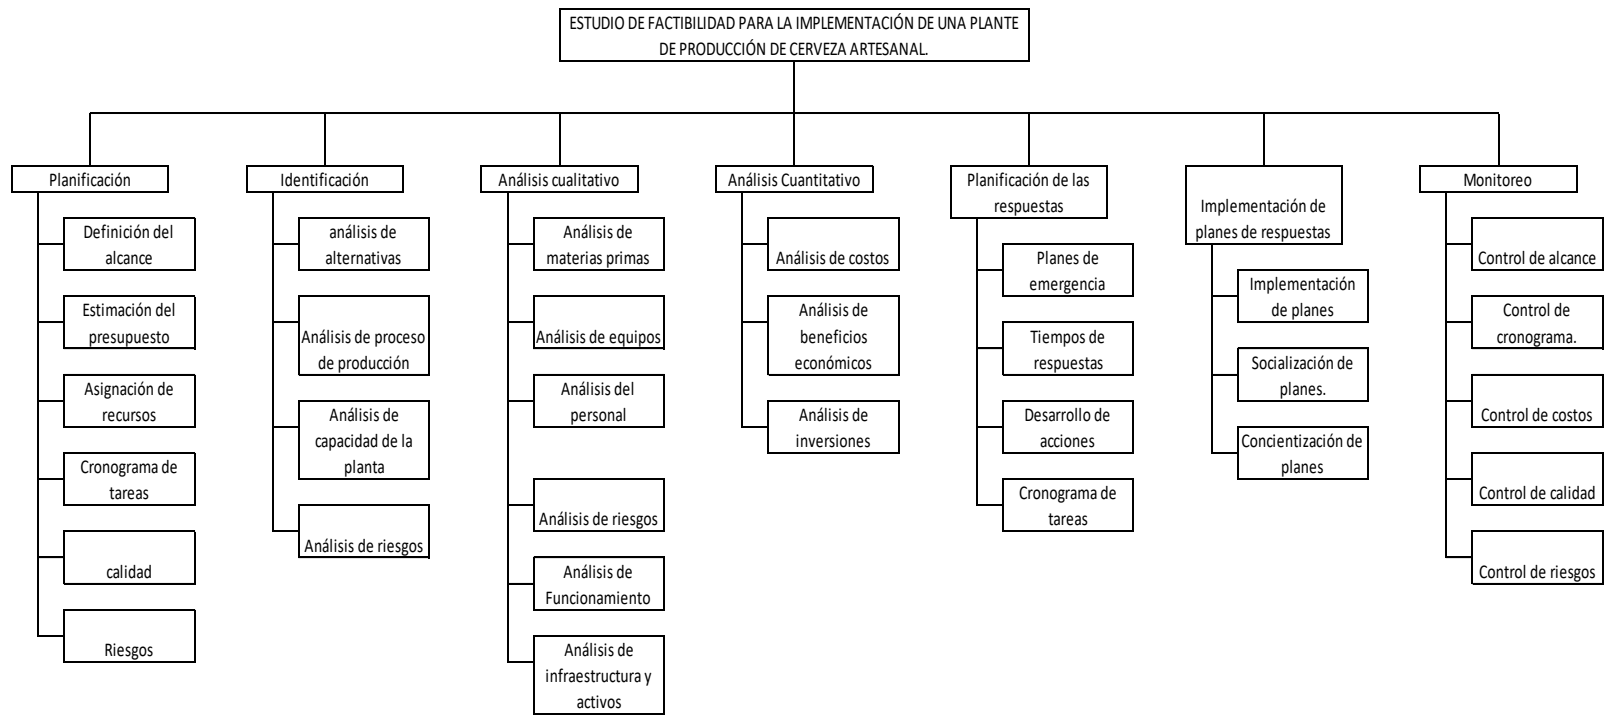 ESTUDIO DE FACTIBILIDAD PARA LA IMPLEMENTACIÓN DE UNA PLANTE
DE PRODUCCIÓN DE CERVEZA ARTESANAL.
Planificación
Definición del
alcance
Estimación del
presupuesto
Asignación de
recursos
Cronograma de
tareas
calidad
Riesgos
Identificación
análisis de
alternativas
Análisis de proceso
de producción
Análisis de
capacidad de la
planta
Análisis de riesgos
Análisis cualitativo
Análisis de
materias primas
Análisis de equipos
Análisis del
personal
Análisis de riesgos
Análisis de
Funcionamiento
Análisis de
infraestructura y
activos
Análisis Cuantitativo
Análisis de costos
Análisis de
beneficios
económicos
Análisis de
inversiones
Planificación de las
respuestas
Planes de
emergencia
Tiempos de
respuestas
Desarrollo de
acciones
Cronograma de
tareas
Implementación de
planes de respuestas
Implementación
de planes
Socialización de
planes.
Concientización de
planes
Monitoreo
Control de alcance
Control de
cronograma.
Control de costos
Control de calidad
Control de riesgos